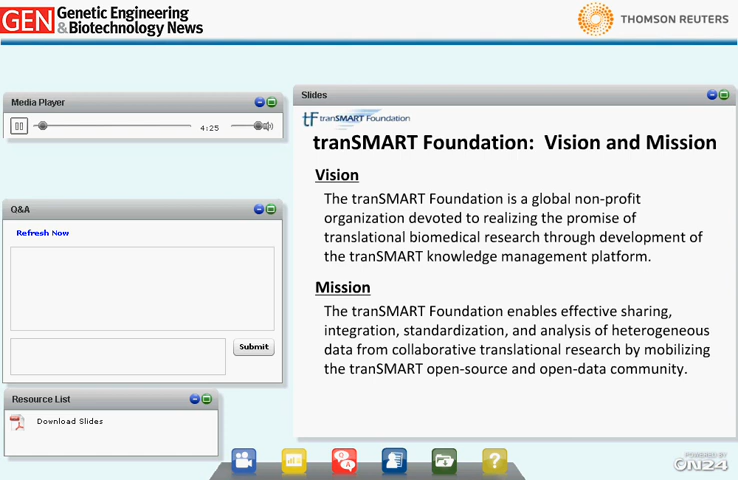 GEN Genetic Engineering
& Biotechnology News
THOMSON REUTERS
Media Player
4:25
Q&A
Refresh Now
Submit
Resource List
Download Slides
Slides
tF tranSMART Foundation
tranSMART Foundation: Vision and Mission
Vision
The tranSMART Foundation is a global non-profit
organization devoted to realizing the promise of
translational biomedical research through development of
the tranSMART knowledge management platform.
Mission
The tranSMART Foundation enables effective sharing,
integration, standardization, and analysis of heterogeneous
data from collaborative translational research by mobilizing
the tranSMART open-source and open-data community.
Q
A
?
POWERED BY
ON24